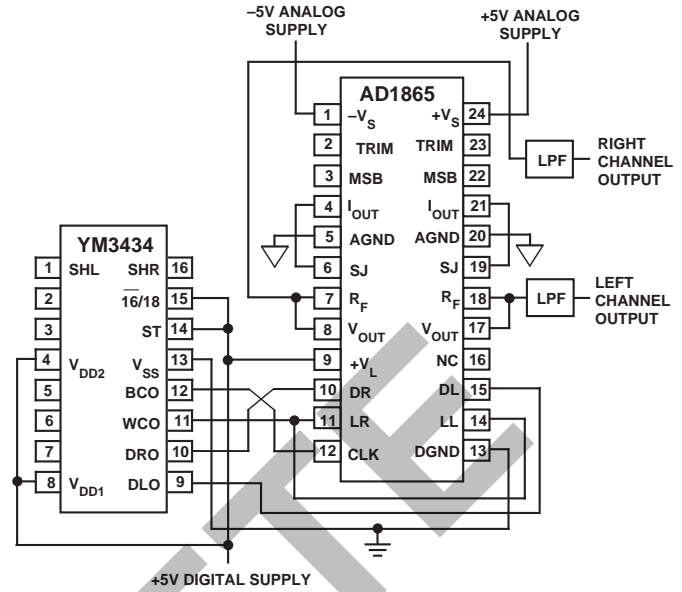 –5V ANALOG
SUPPLY
+5V ANALOG
SUPPLY
AD1865
1 –VS
+VS 24
2 TRIM
TRIM 23
3 MSB
MSB 22
4 IOUT
IOUT 21
5 AGND
AGND 20
6 SJ
SJ 19
7 RF
RF 18
8 VOUT
VOUT 17
9 +VL
NC 16
10 DR
DL 15
11 LR
LL 14
12 CLK
DGND 13
LPF
RIGHT
CHANNEL
OUTPUT
LPF
LEFT
CHANNEL
OUTPUT
YM3434
1 SHL
SHR 16
2
16/18 15
3
ST 14
4 VDD2
VSS 13
5
BCO 12
6
WCO 11
7
DRO 10
8 VDD1
DLO 9
+5V DIGITAL SUPPLY